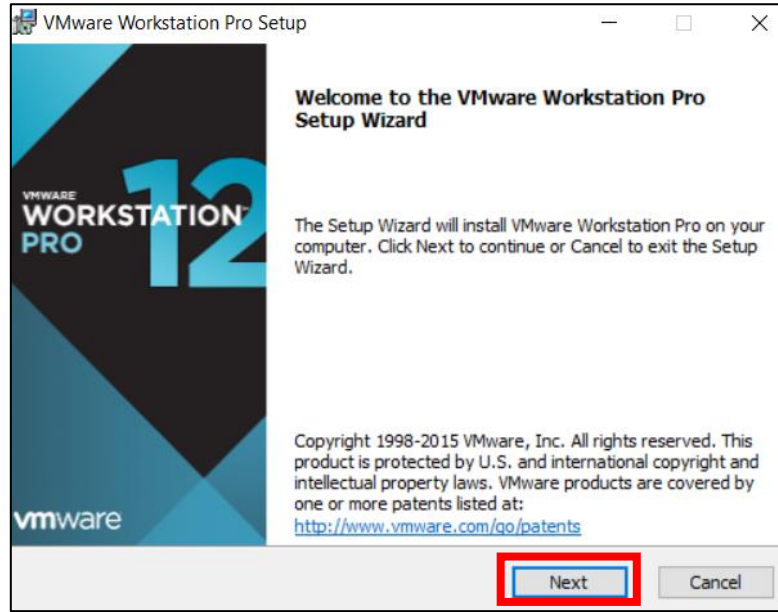 VMware Workstation Pro Setup
Welcome to the VMware Workstation Pro
Setup Wizard
VMWARE
WORKSTATION™
PRO
12
The Setup Wizard will install VMware Workstation Pro on your
computer. Click Next to continue or Cancel to exit the Setup
Wizard.
Copyright 1998-2015 VMware, Inc. All rights reserved. This
product is protected by U.S. and international copyright and
intellectual property laws. VMware products are covered by
one or more patents listed at:
http://www.vmware.com/go/patents
vmware
Next
Cancel